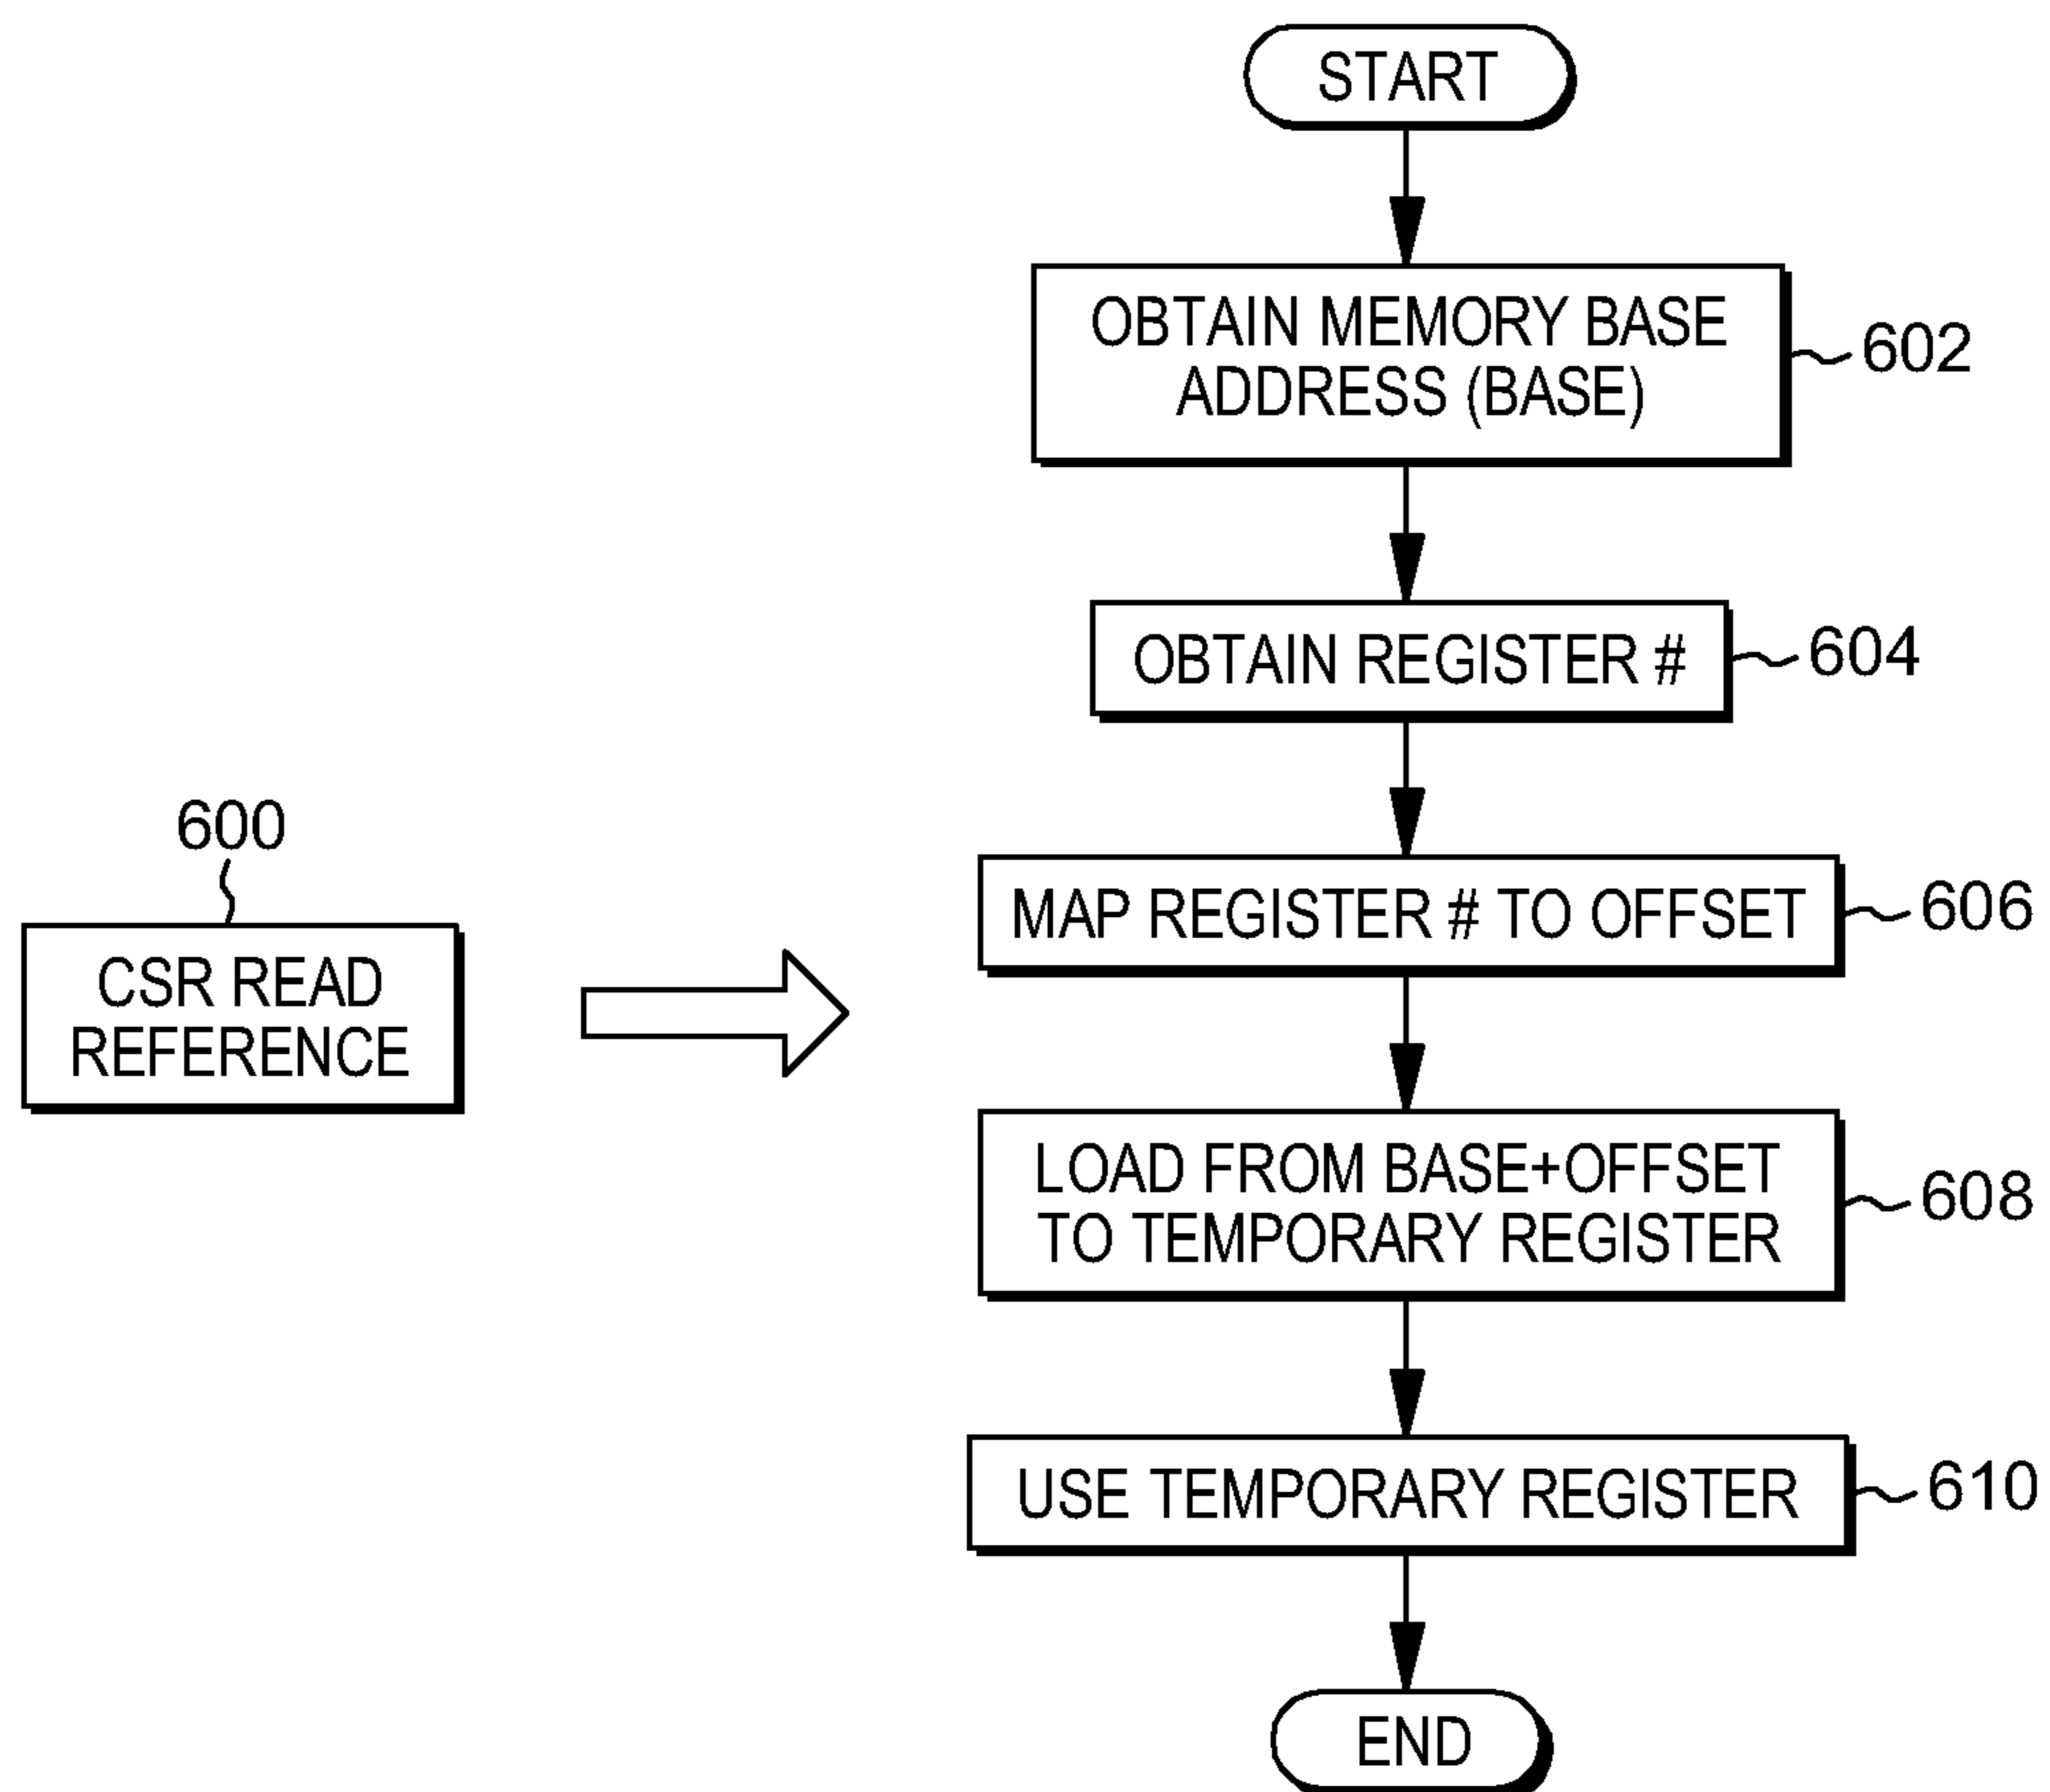 START
OBTAIN MEMORY BASE
ADDRESS (BASE)
602
OBTAIN REGISTER #
604
600
CSR READ
REFERENCE
MAP REGISTER # TO OFFSET
606
LOAD FROM BASE+OFFSET
TO TEMPORARY REGISTER
608
USE TEMPORARY REGISTER
610
END